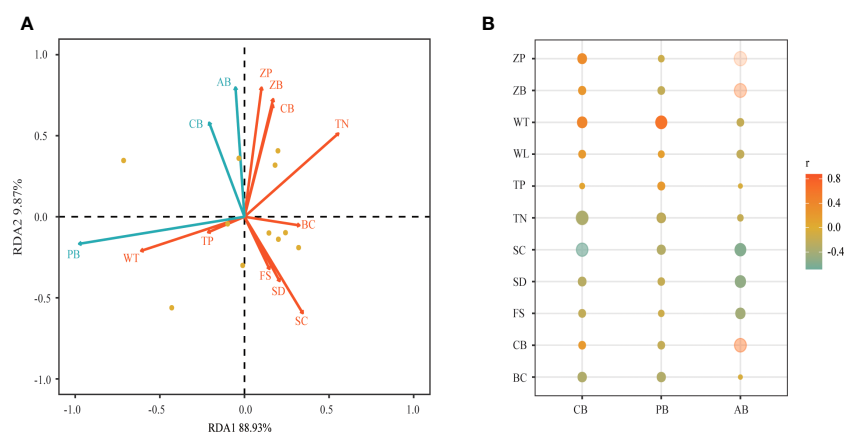 A
1.0
0.5
0.0
-0.5
-1.0
RDA2 9.87%
-1.0
-0.5
0.0
0.5
1.0
RDA1 88.93%
AB
CB
PB
ZP
ZB
CB
TN
BC
WT
TP
FS
SD
SC
B
ZP
ZB
WT
WL
TP
TN
SC
SD
FS
CB
BC
CB
PB
AB
r
0.8
0.4
0.0
-0.4